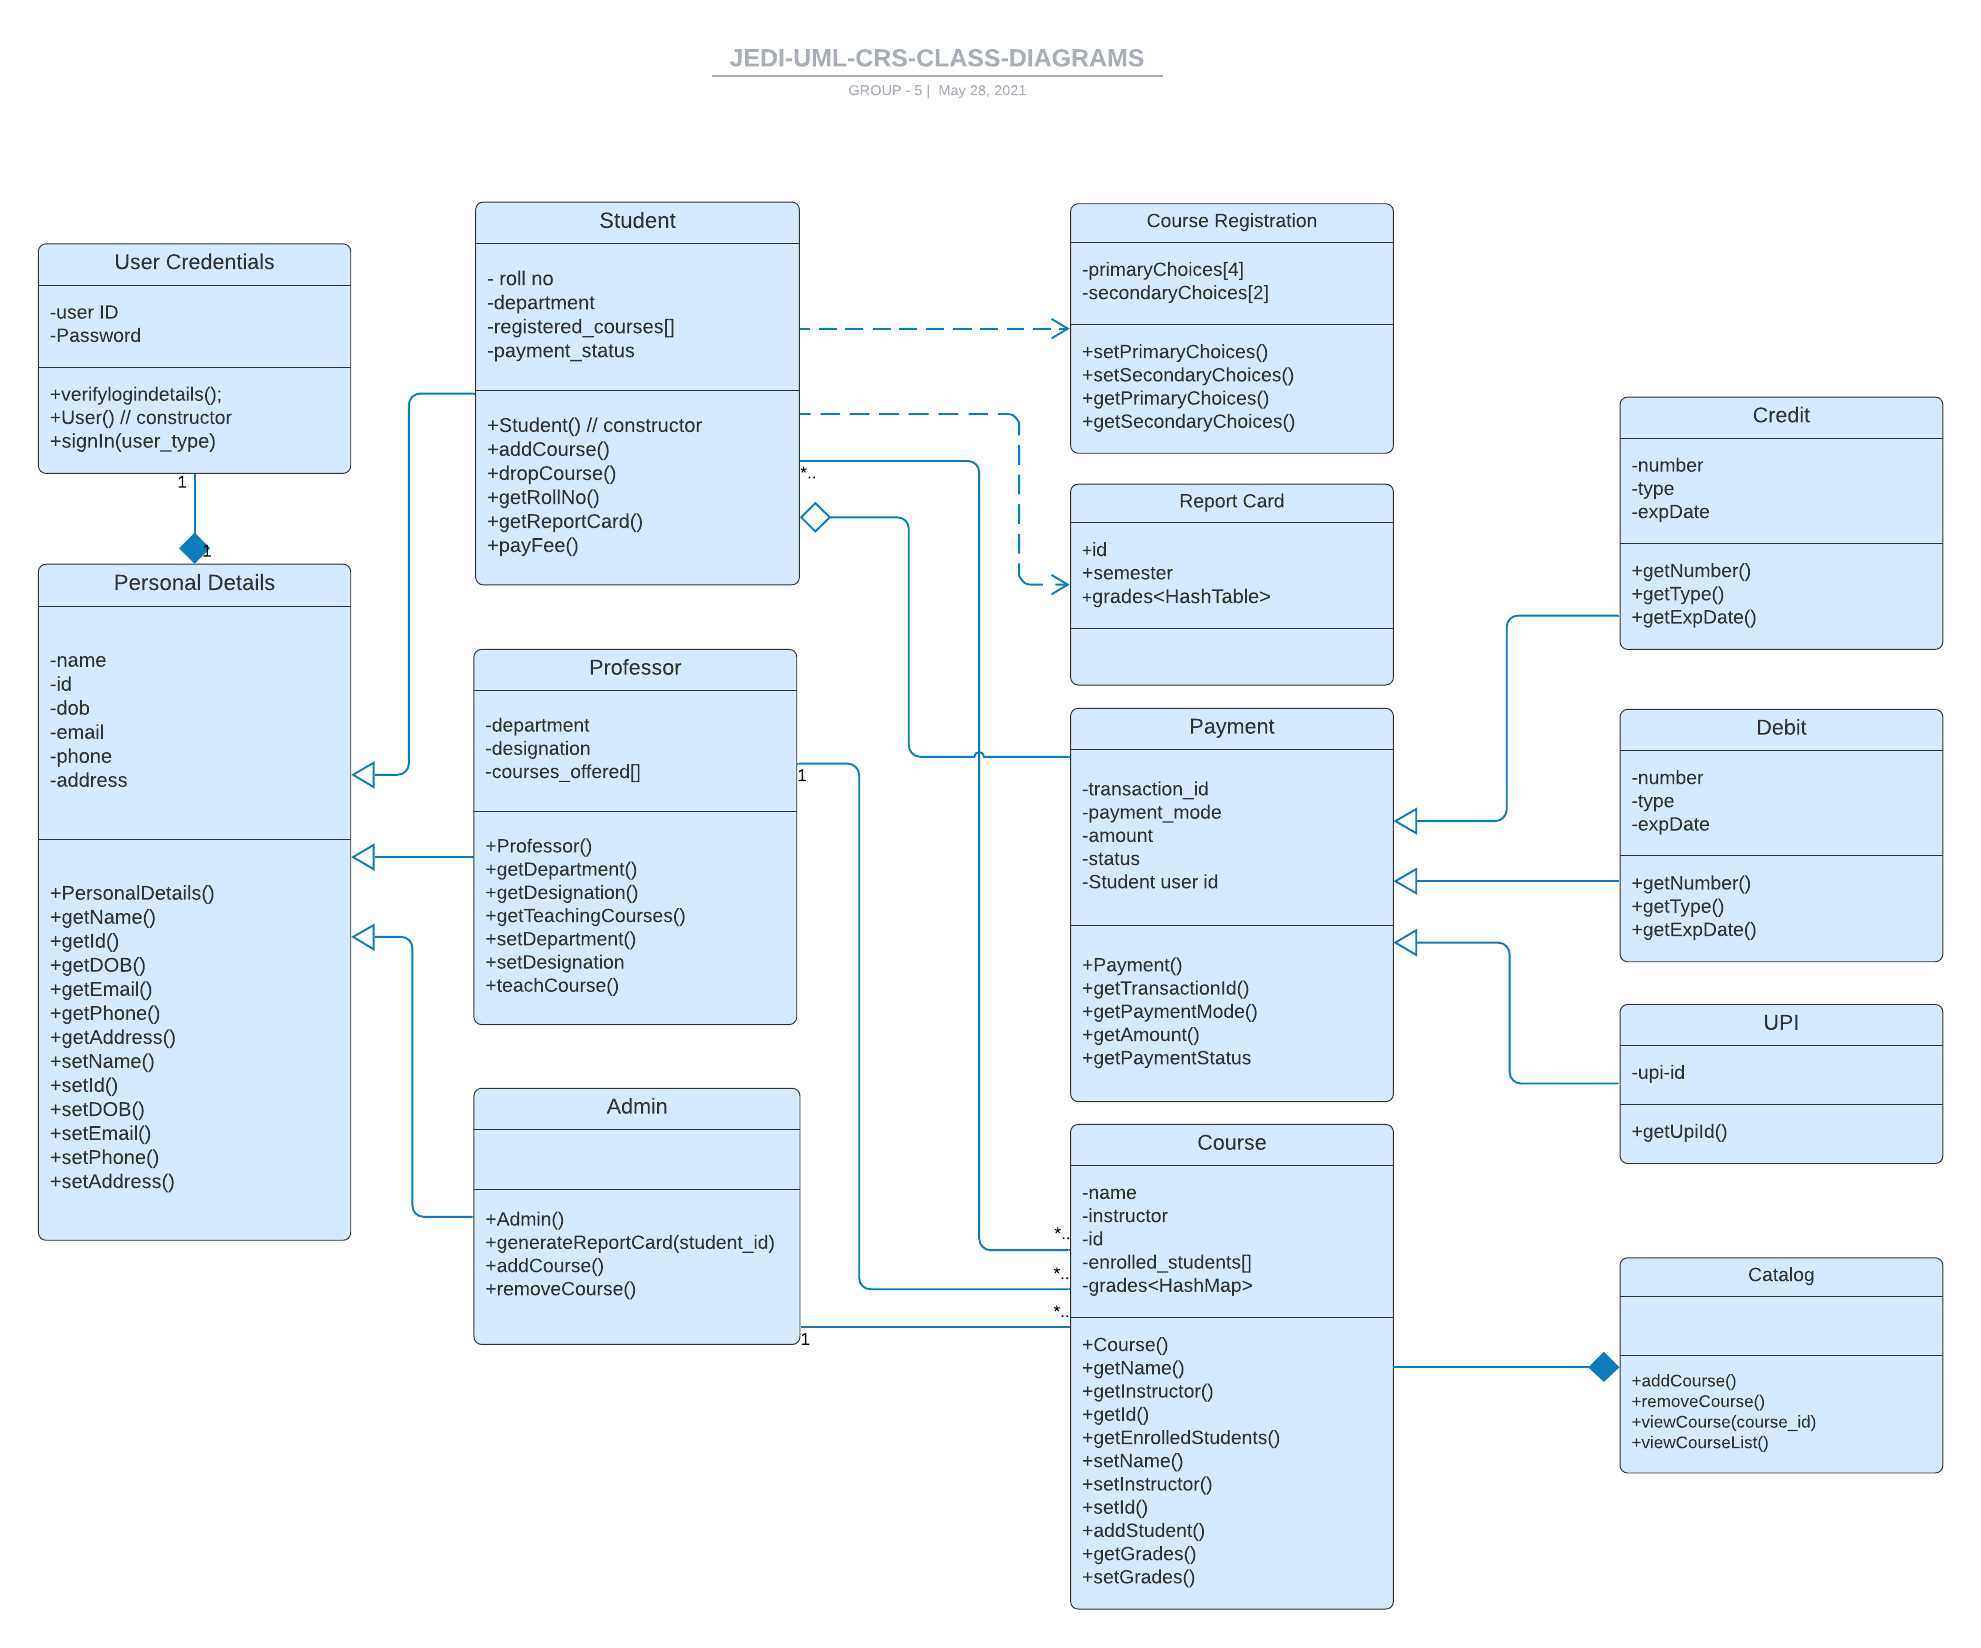 JEDI-UML-CRS-CLASS-DIAGRAMS
GROUP - 5 | May 28, 2021
User Credentials
-user ID
-Password
+verifylogindetails();
+User() // constructor
+signIn(user_type)
1
1
Personal Details
-name
-id
-dob
-email
-phone
-address
+PersonalDetails()
+getName()
+getId()
+getDOB()
+getEmail()
+getPhone()
+getAddress()
+setName()
+setId()
+setDOB()
+setEmail()
+setPhone()
+setAddress()
Student
- roll no
-department
-registered_courses[]
-payment_status
+Student() // constructor
+addCourse()
+dropCourse()
+getRollNo()
+getReportCard()
+payFee()
*..
Professor
-department
-designation
-courses_offered[]
+Professor()
+getDepartment()
+getDesignation()
+getTeachingCourses()
+setDepartment()
+setDesignation
+teachCourse()
1
Admin
+Admin()
+generateReportCard(student_id)
+addCourse()
+removeCourse()
1
Course Registration
-primaryChoices[4]
-secondaryChoices[2]
+setPrimaryChoices()
+setSecondaryChoices()
+getPrimaryChoices()
+getSecondaryChoices()
Report Card
+id
+semester
+grades<HashTable>
Payment
-transaction_id
-payment_mode
-amount
-status
-Student user id
+Payment()
+getTransactionId()
+getPaymentMode()
+getAmount()
+getPaymentStatus
Course
-name
-instructor
-id
-enrolled_students[]
-grades<HashMap>
*..
*..
*..
+Course()
+getName()
+getInstructor()
+getId()
+getEnrolledStudents()
+setName()
+setInstructor()
+setId()
+addStudent()
+getGrades()
+setGrades()
Credit
-number
-type
-expDate
+getNumber()
+getType()
+getExpDate()
Debit
-number
-type
-expDate
+getNumber()
+getType()
+getExpDate()
UPI
-upi-id
+getUpiId()
Catalog
+addCourse()
+removeCourse()
+viewCourse(course_id)
+viewCourseList()